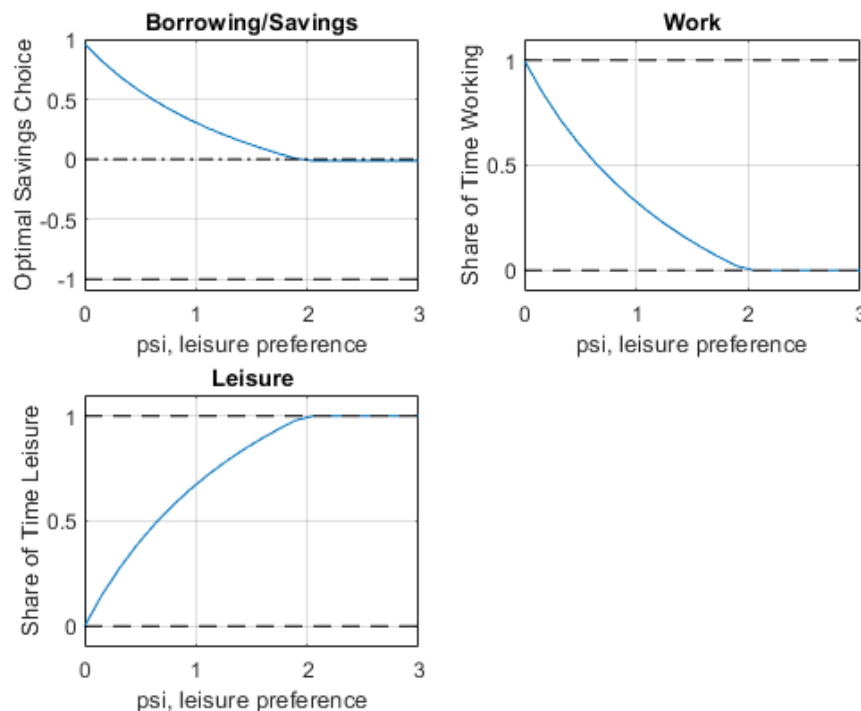 Borrowing/Savings
Optimal Savings Choice
1
0.5
0
-0.5
-1
0 1 2 3
psi, leisure preference
Work
Share of Time Working
1
0.5
0
0 1 2 3
psi, leisure preference
Leisure
Share of Time Leisure
1
0.5
0
0 1 2 3
psi, leisure preference